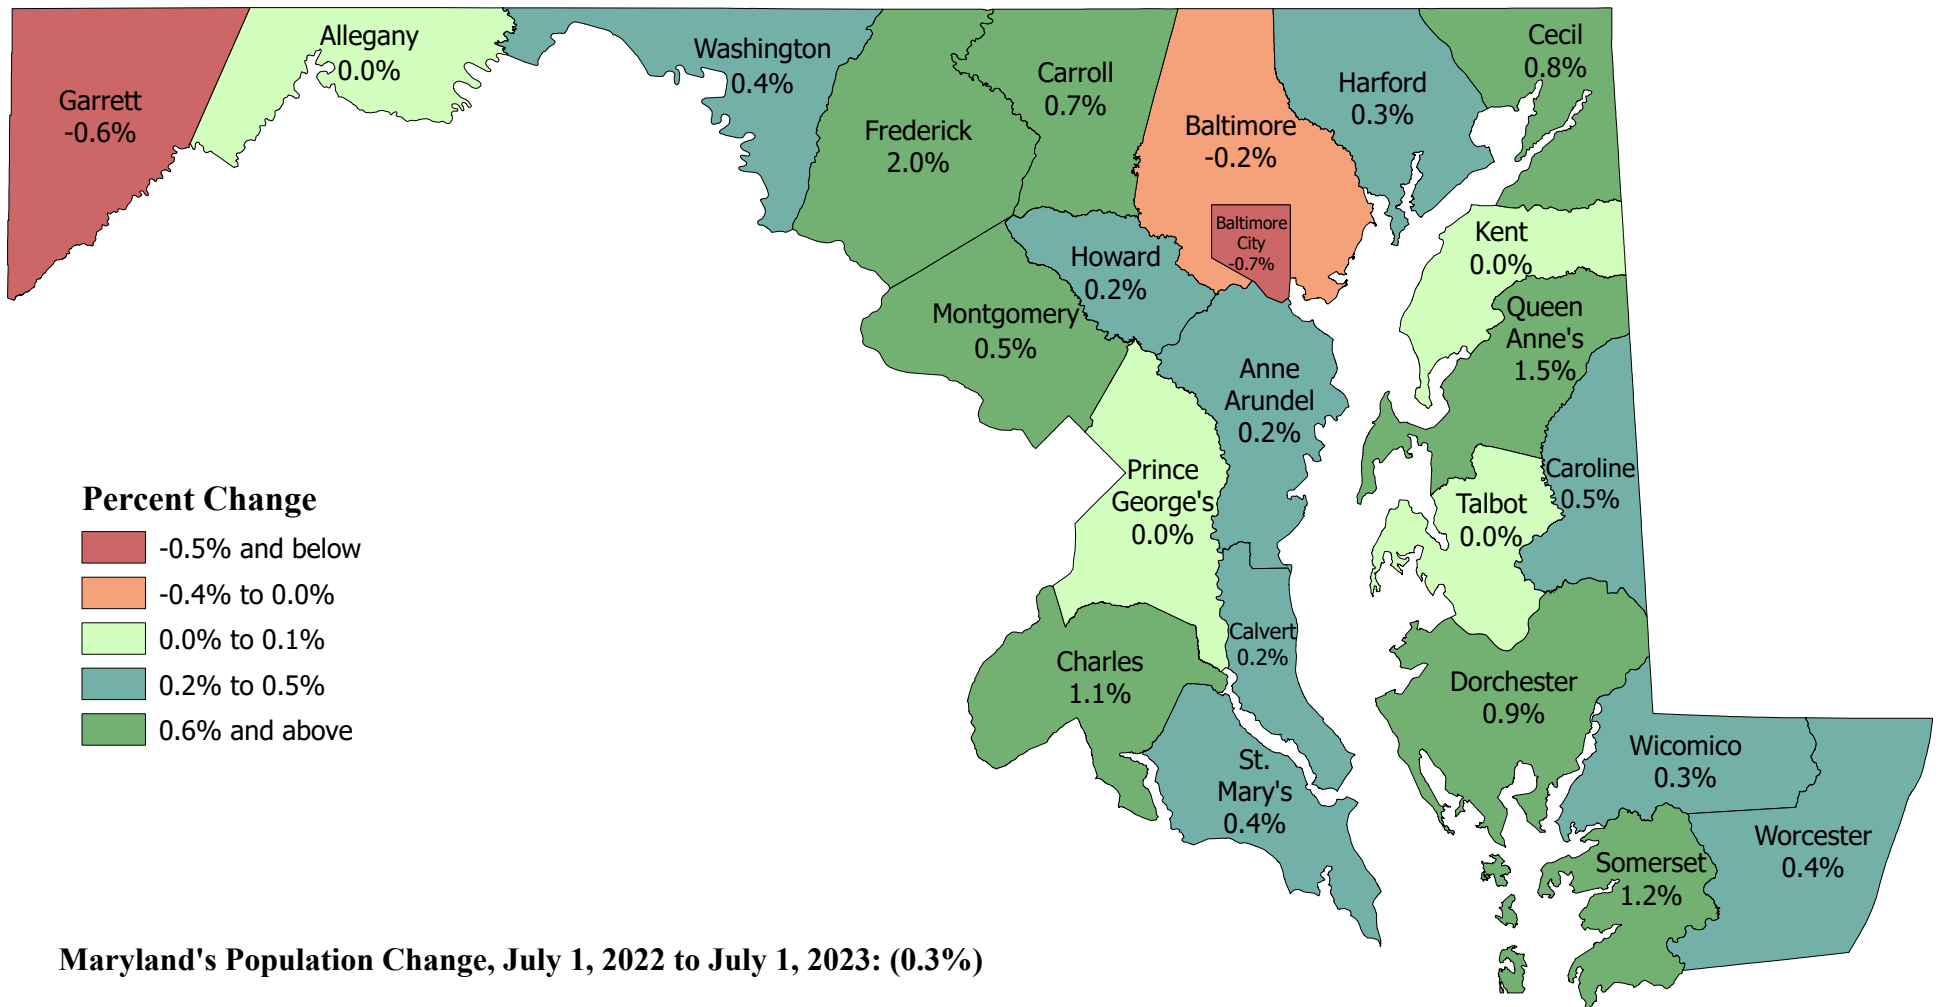 Garrett
-0.6%
Allegany
0.0%
Washington
0.4%
Frederick
2.0%
Carroll
0.7%
Baltimore
-0.2%
Baltimore
City
-0.7%
Harford
0.3%
Cecil
0.8%
Howard
0.2%
Montgomery
0.5%
Kent
0.0%
Queen
Anne's
1.5%
Anne
Arundel
0.2%
Prince
George's
0.0%
Caroline
0.5%
Talbot
0.0%
Calvert
0.2%
Charles
1.1%
Dorchester
0.9%
St.
Mary's
0.4%
Wicomico
0.3%
Worcester
0.4%
Somerset
1.2%
Percent Change
-0.5% and below
-0.4% to 0.0%
0.0% to 0.1%
0.2% to 0.5%
0.6% and above
Maryland's Population Change, July 1, 2022 to July 1, 2023: (0.3%)